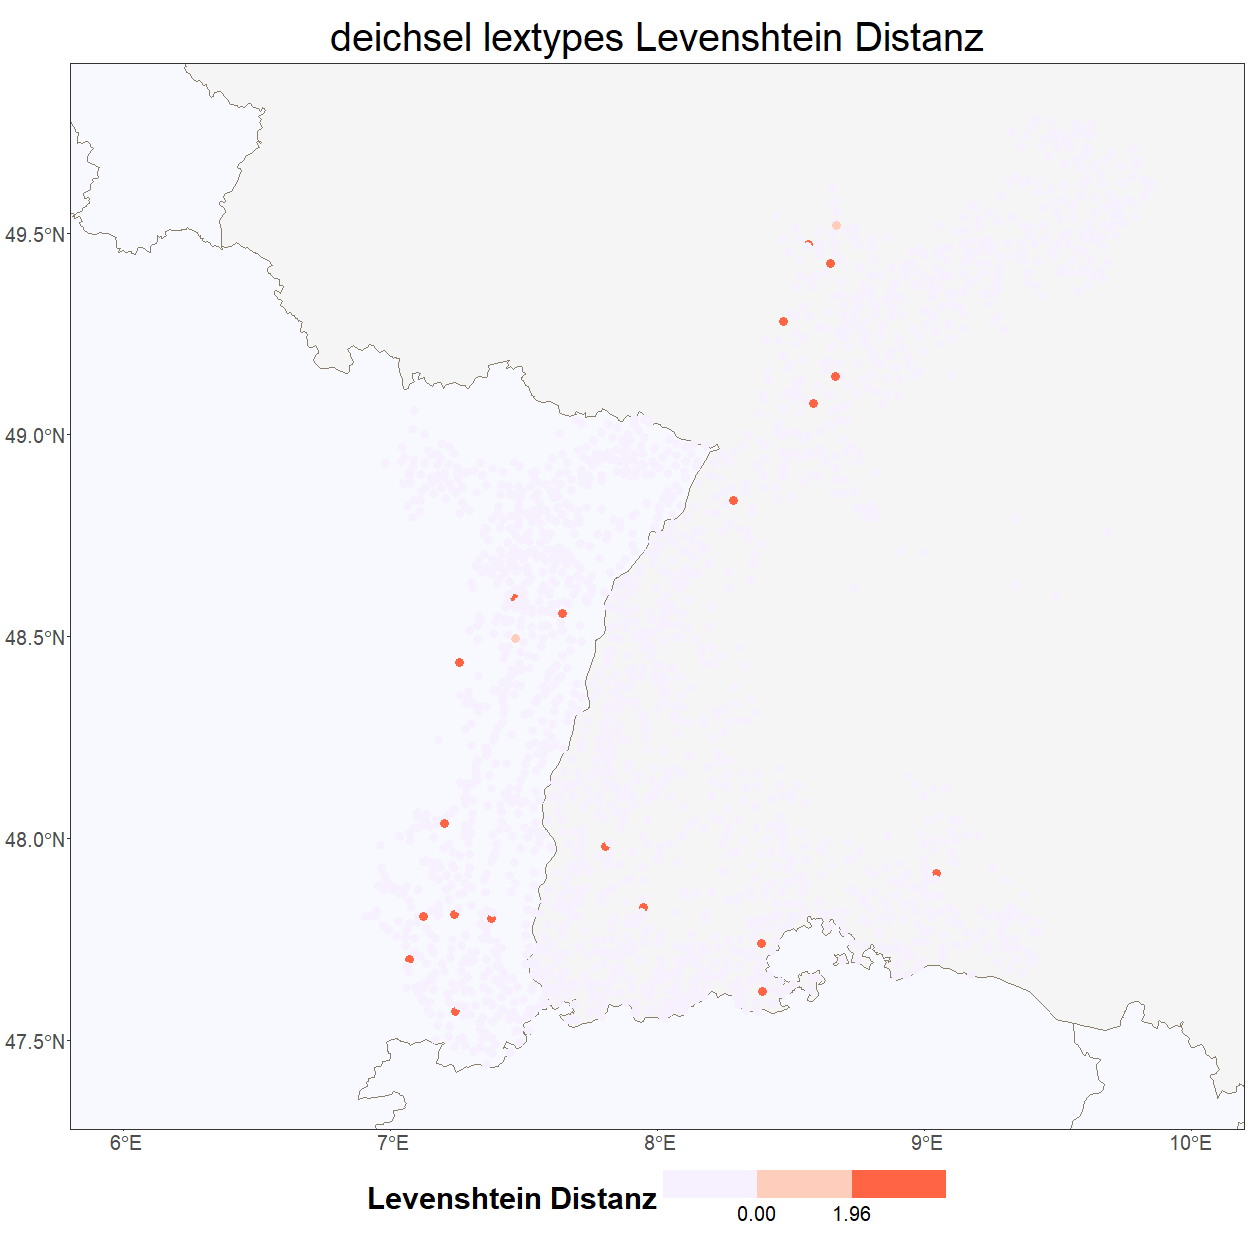 deichsel lextypes Levenshtein Distanz
49.5°N
49.0°N
48.5°N
48.0°N
47.5°N
6°E 7°E 8°E 9°E 10°E
Levenshtein Distanz
0.00 1.96